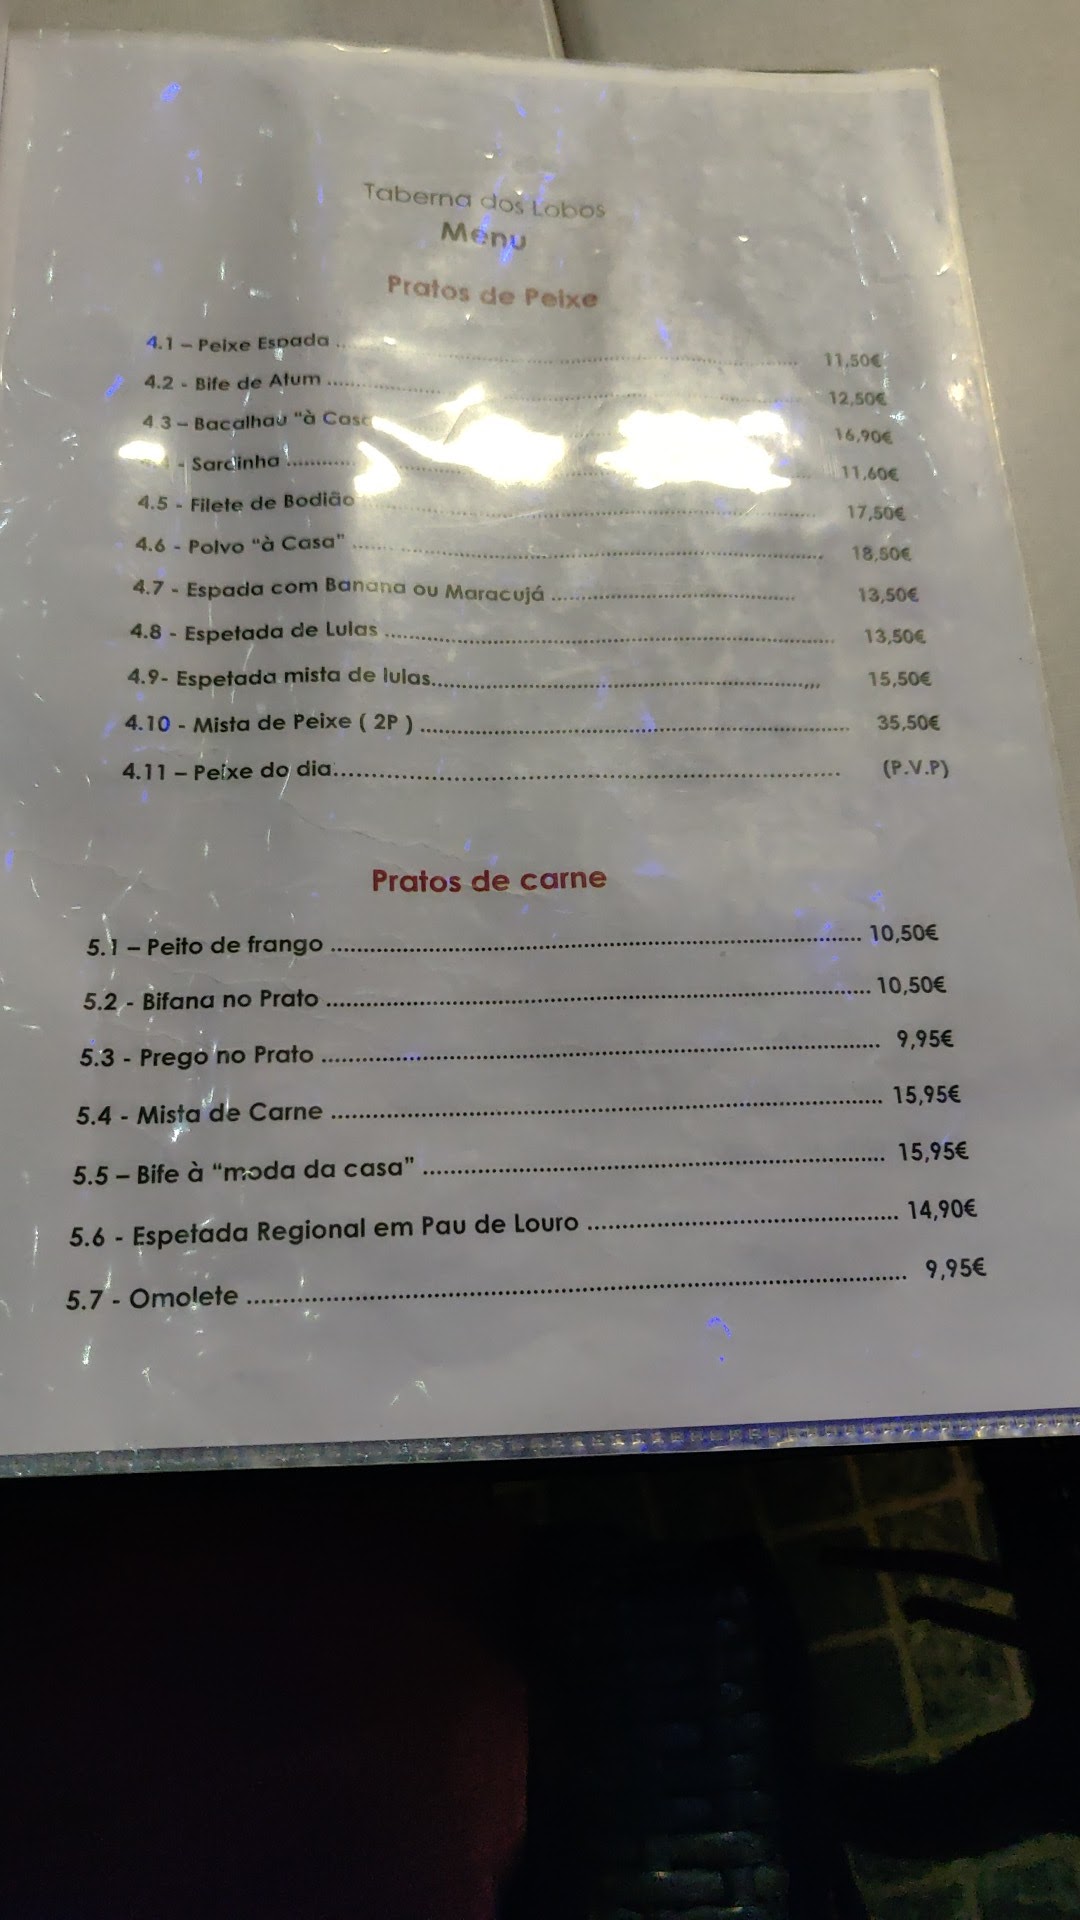 Taberna dos Lobos
Menu
Pratos de Peixe
4.1 – Peixe Espada .. 11,50€
4.2 - Bife de Atum .......... 12,50€
4.3 – Bacalhau "à Casa 16,90€
- Sardinha .......... 11,60€
4.5 - Filete de Bodião 17,50€
4.6 - Polvo "à Casa" .......... 18,50€
4.7 - Espada com Banana ou Maracujá .......... 13,50€
4.8 - Espetada de Lulas .......... 13,50€
4.9- Espetada mista de lulas.......... 15,50€
4.10 - Mista de Peixe ( 2P ) .......... 35,50€
4.11 – Peixe do dia.......... (P.V.P)
Pratos de carne
5.1 – Peito de frango .......... 10,50€
5.2 - Bifana no Prato .......... 10,50€
5.3 - Prego no Prato .......... 9,95€
5.4 - Mista de Carne .......... 15,95€
5.5 – Bife à "moda da casa" .......... 15,95€
5.6 - Espetada Regional em Pau de Louro .......... 14,90€
5.7 - Omolete .......... 9,95€